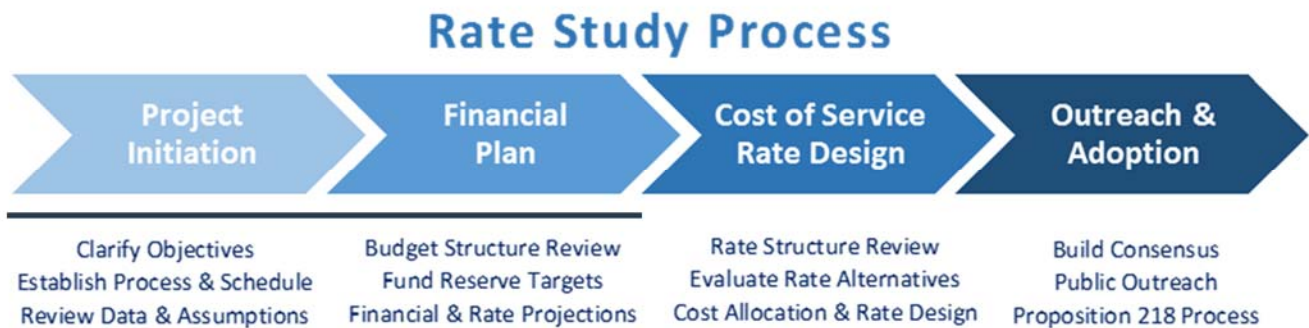 Rate Study Process
Project
Initiation
Financial
Plan
Cost of Service
Rate Design
Outreach &
Adoption
Clarify Objectives
Establish Process & Schedule
Review Data & Assumptions
Budget Structure Review
Fund Reserve Targets
Financial & Rate Projections
Rate Structure Review
Evaluate Rate Alternatives
Cost Allocation & Rate Design
Build Consensus
Public Outreach
Proposition 218 Process